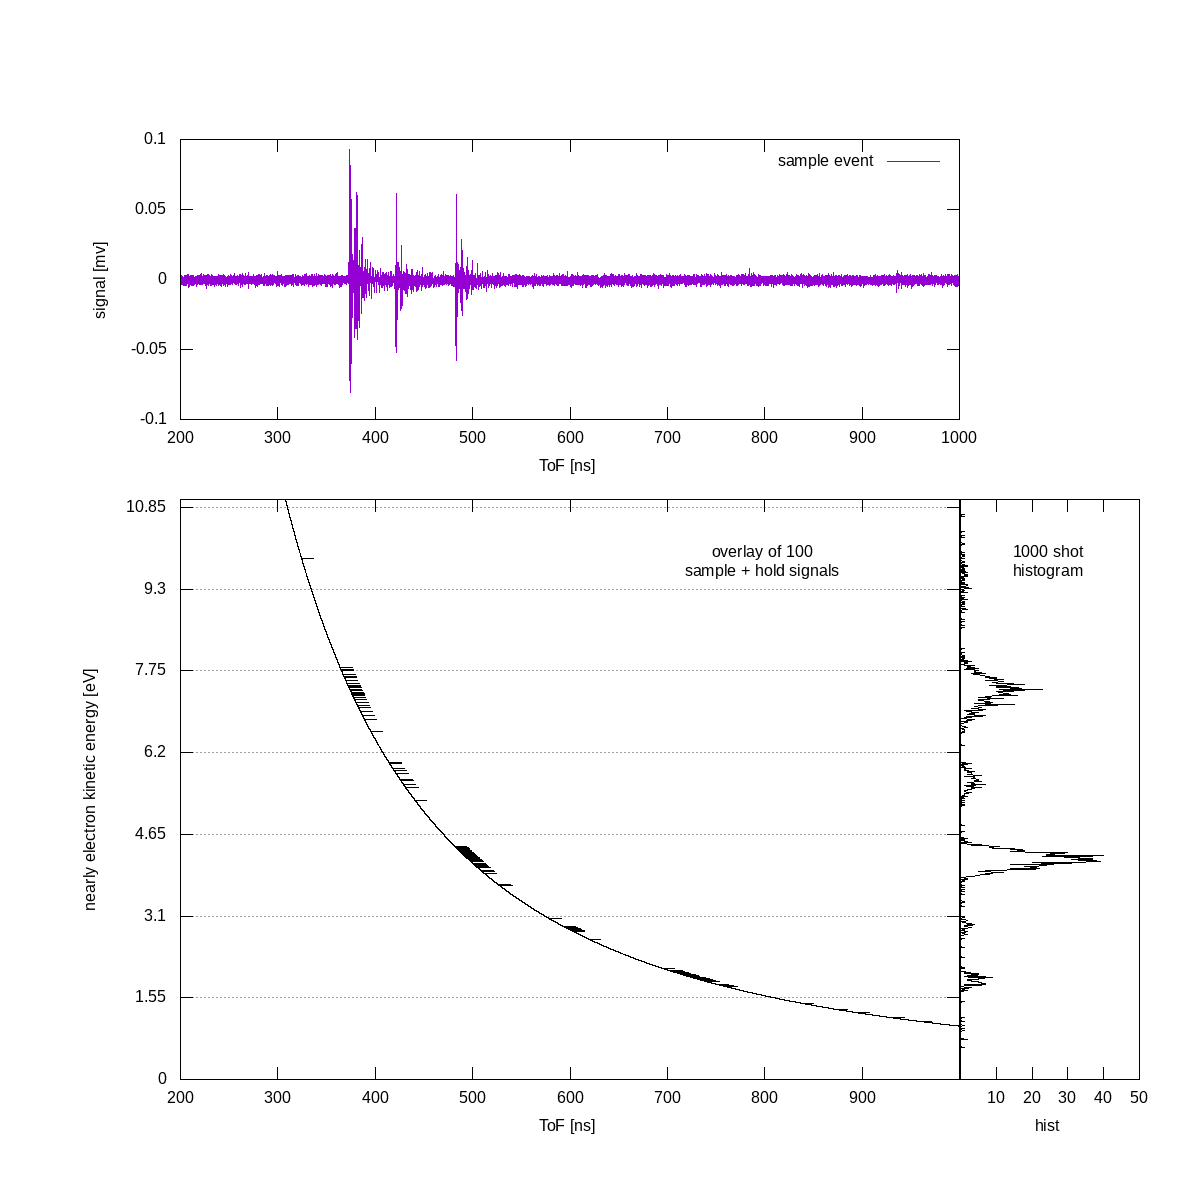 0.1
0.05
0
-0.05
-0.1
signal [mv]
sample event
200 300 400 500 600 700 800 900 1000
ToF [ns]
10.85
9.3
7.75
6.2
4.65
3.1
1.55
0
nearly electron kinetic energy [eV]
overlay of 100
sample + hold signals
1000 shot
histogram
200 300 400 500 600 700 800 900
10 20 30 40 50
ToF [ns]
hist